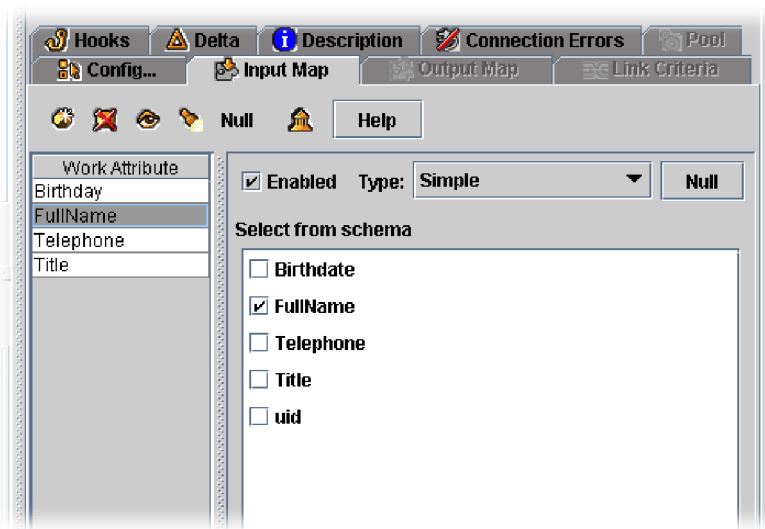 Hooks Delta Description Connection Errors Pool
Config... Input Map Output Map Link Criteria
Null Help
Work Attribute
Birthday
FullName
Telephone
Title
Enabled Type: Simple Null
Select from schema
Birthdate
FullName
Telephone
Title
uid